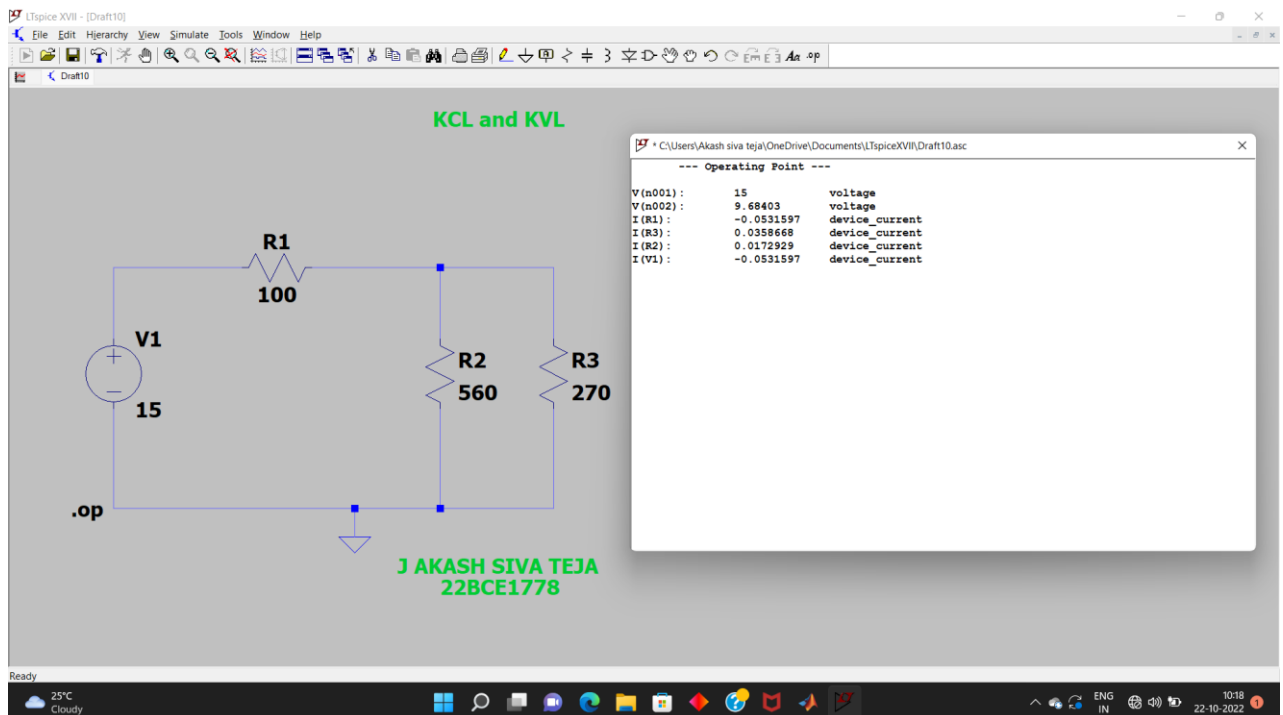 LTspice XVII - [Draft10]
File Edit Hierarchy View Simulate Tools Window Help
Aa .op
Draft10
KCL and KVL
* C:\Users\Akash siva teja\OneDrive\Documents\LTspiceXVII\Draft10.asc
--- Operating Point ---
V(n001): 15 voltage
V(n002): 9.68403 voltage
I(R1): -0.0531597 device_current
I(R3): 0.0358668 device_current
I(R2): 0.0172929 device_current
I(V1): -0.0531597 device_current
R1
100
V1
15
R2
560
R3
270
.op
J AKASH SIVA TEJA
22BCE1778
Ready
25°C
Cloudy
ENG
IN
10:18
22-10-2022
1